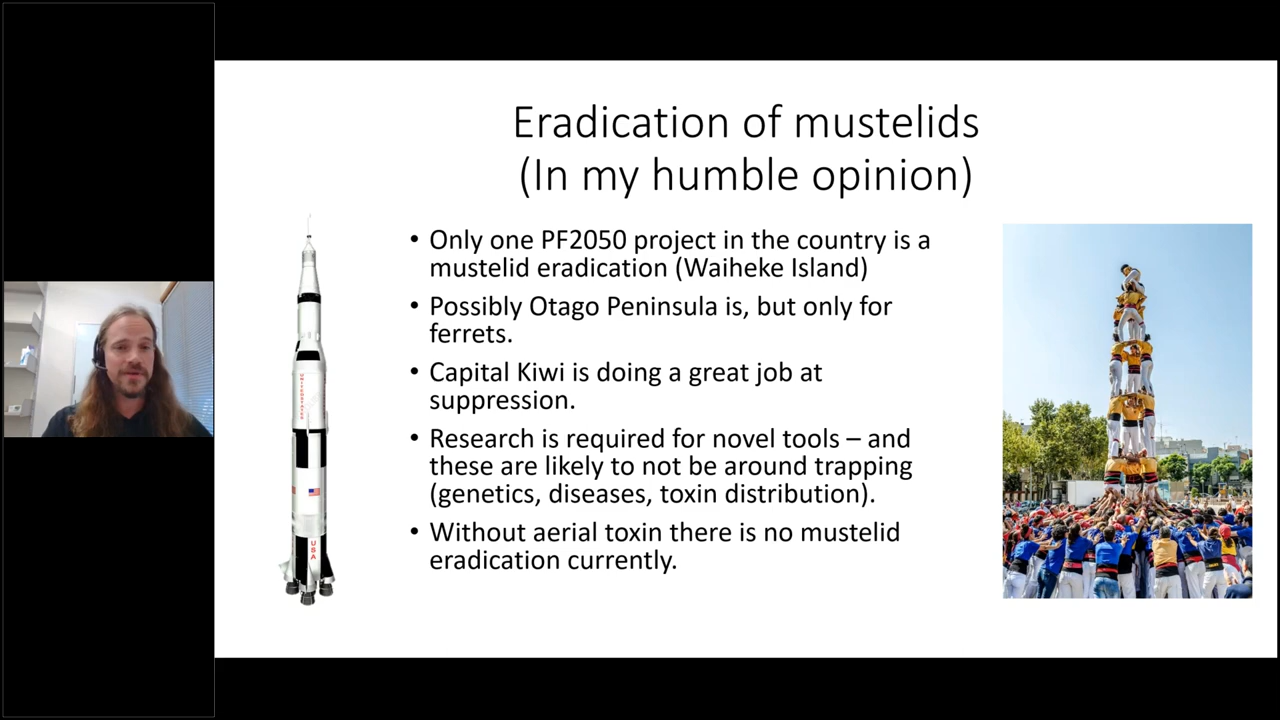 Eradication of mustelids
(In my humble opinion)
• Only one PF2050 project in the country is a
mustelid eradication (Waiheke Island)
• Possibly Otago Peninsula is, but only for
ferrets.
• Capital Kiwi is doing a great job at
suppression.
• Research is required for novel tools – and
these are likely to not be around trapping
(genetics, diseases, toxin distribution).
• Without aerial toxin there is no mustelid
eradication currently.
UNITED STATES
USA